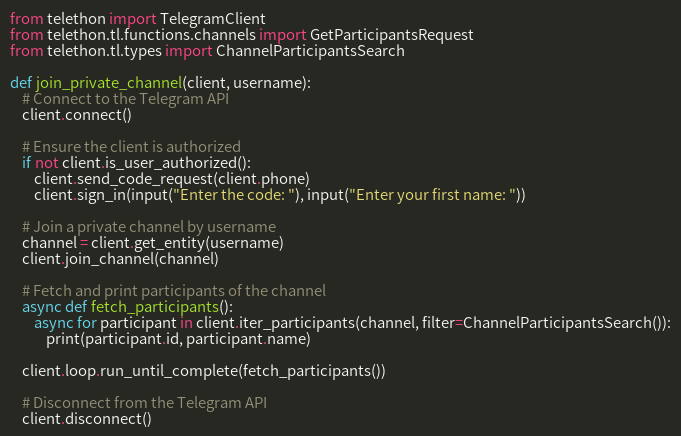 from telethon import TelegramClient
from telethon.tl.functions.channels import GetParticipantsRequest
from telethon.tl.types import ChannelParticipantsSearch

def join_private_channel(client, username):
    # Connect to the Telegram API
    client.connect()

    # Ensure the client is authorized
    if not client.is_user_authorized():
        client.send_code_request(client.phone)
        client.sign_in(input("Enter the code: "), input("Enter your first name: "))

    # Join a private channel by username
    channel = client.get_entity(username)
    client.join_channel(channel)

    # Fetch and print participants of the channel
    async def fetch_participants():
        async for participant in client.iter_participants(channel, filter=ChannelParticipantsSearch()):
            print(participant.id, participant.name)

    client.loop.run_until_complete(fetch_participants())

    # Disconnect from the Telegram API
    client.disconnect()